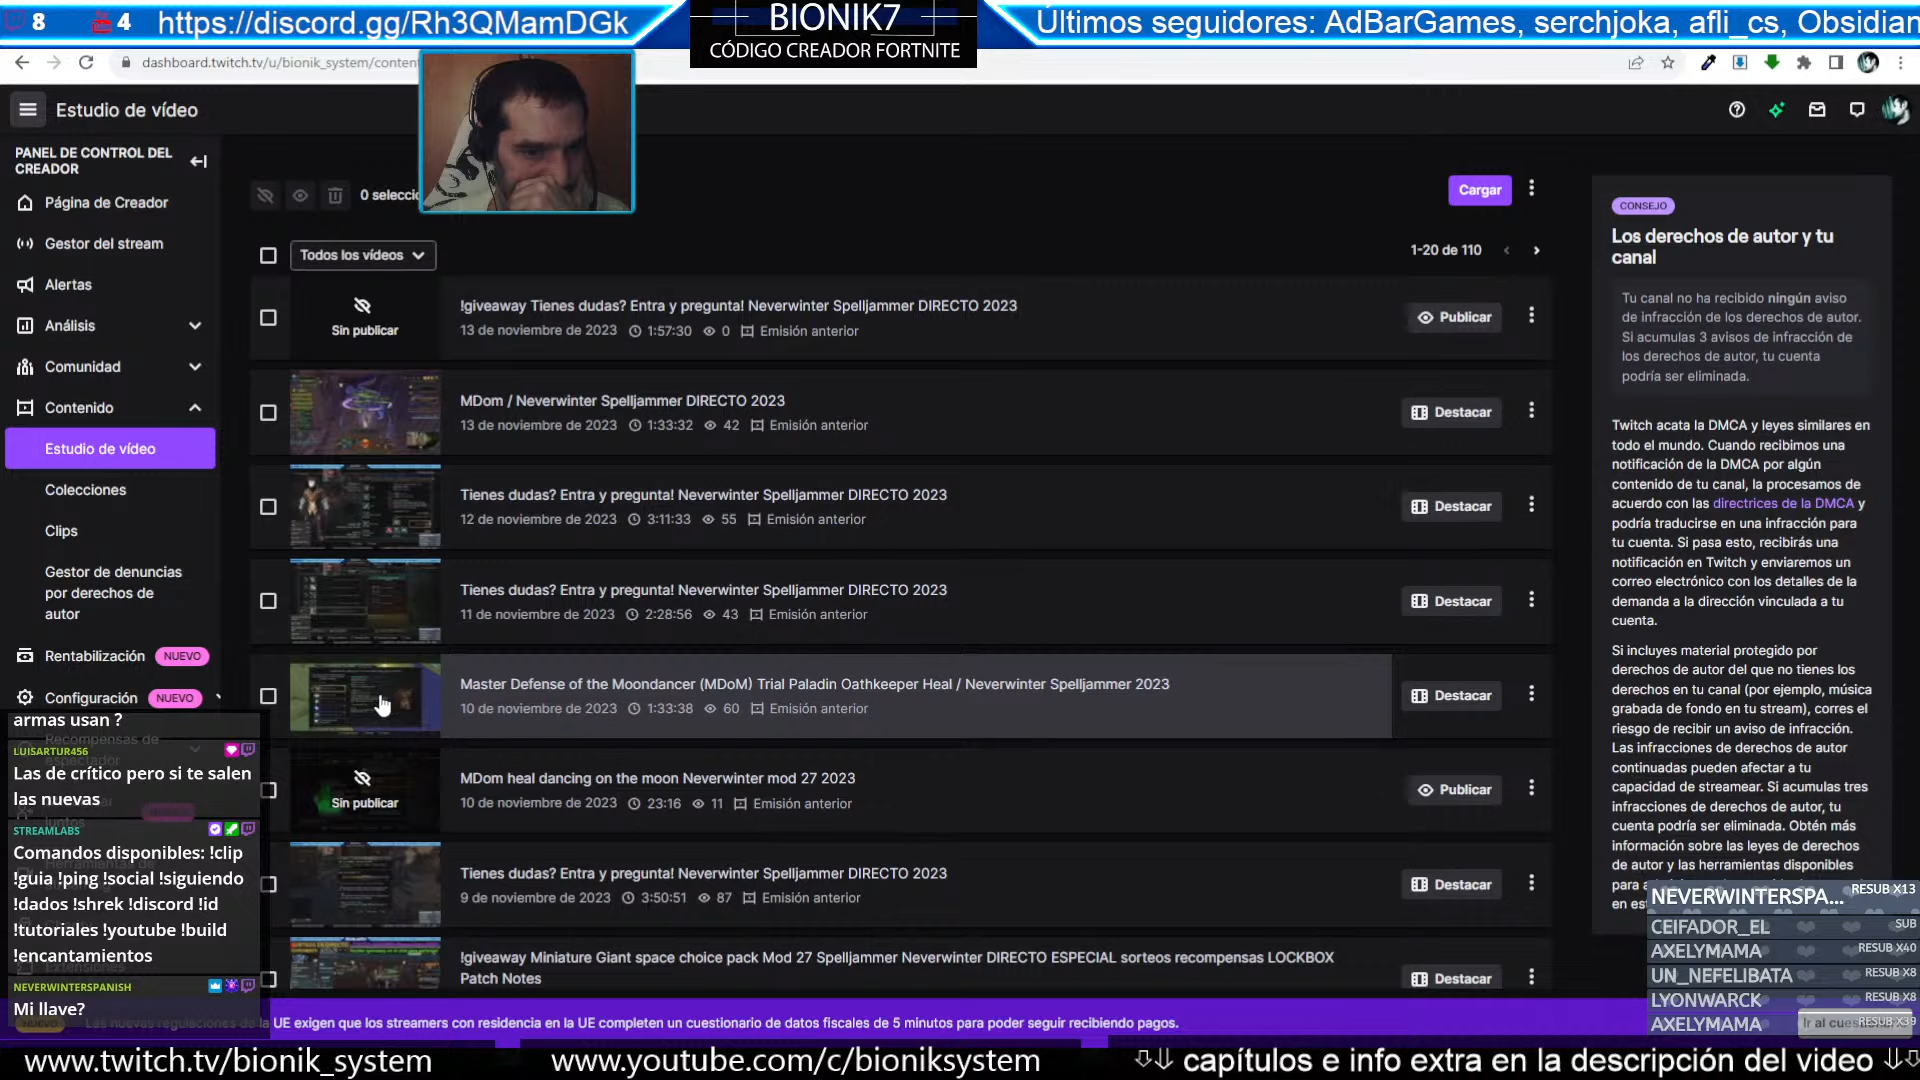 8
4
https://discord.gg/Rh3QMamDGk
BIONIK7
CÓDIGO CREADOR FORTNITE
Últimos seguidores: AdBarGames, serchjoka, afli_cs, Obsidian
dashboard.twitch.tv/u/bionik_system/content
Estudio de vídeo
PANEL DE CONTROL DEL
CREADOR
Página de Creador
Gestor del stream
Alertas
Análisis
Comunidad
Contenido
Estudio de vídeo
Colecciones
Clips
Gestor de denuncias
por derechos de
autor
Rentabilización NUEVO
Configuración NUEVO
Recompensas de
espectador
0 seleccio
Cargar
Todos los vídeos
1-20 de 110
Sin publicar
!giveaway Tienes dudas? Entra y pregunta! Neverwinter Spelljammer DIRECTO 2023
13 de noviembre de 2023 1:57:30 0 Emisión anterior
Publicar
MDom / Neverwinter Spelljammer DIRECTO 2023
13 de noviembre de 2023 1:33:32 42 Emisión anterior
Destacar
Tienes dudas? Entra y pregunta! Neverwinter Spelljammer DIRECTO 2023
12 de noviembre de 2023 3:11:33 55 Emisión anterior
Destacar
Tienes dudas? Entra y pregunta! Neverwinter Spelljammer DIRECTO 2023
11 de noviembre de 2023 2:28:56 43 Emisión anterior
Destacar
Master Defense of the Moondancer (MDoM) Trial Paladin Oathkeeper Heal / Neverwinter Spelljammer 2023
10 de noviembre de 2023 1:33:38 60 Emisión anterior
Destacar
Sin publicar
MDom heal dancing on the moon Neverwinter mod 27 2023
10 de noviembre de 2023 23:16 11 Emisión anterior
Publicar
Tienes dudas? Entra y pregunta! Neverwinter Spelljammer DIRECTO 2023
9 de noviembre de 2023 3:50:51 87 Emisión anterior
Destacar
!giveaway Miniature Giant space choice pack Mod 27 Spelljammer Neverwinter DIRECTO ESPECIAL sorteos recompensas LOCKBOX
Patch Notes
Destacar
CONSEJO
Los derechos de autor y tu
canal
Tu canal no ha recibido ningún aviso
de infracción de los derechos de autor.
Si acumulas 3 avisos de infracción de
los derechos de autor, tu cuenta
podría ser eliminada.
Twitch acata la DMCA y leyes similares en
todo el mundo. Cuando recibimos una
notificación de la DMCA por algún
contenido de tu canal, la procesamos de
acuerdo con las directrices de la DMCA y
podría traducirse en una infracción para
tu cuenta. Si pasa esto, recibirás una
notificación en Twitch y enviaremos un
correo electrónico con los detalles de la
demanda a la dirección vinculada a tu
cuenta.
Si incluyes material protegido por
derechos de autor del que no tienes los
derechos en tu canal (por ejemplo, música
grabada de fondo en tu stream), corres el
riesgo de recibir un aviso de infracción.
Las infracciones de derechos de autor
continuadas pueden afectar a tu
capacidad de streamear. Si acumulas tres
infracciones de derechos de autor, tu
cuenta podría ser eliminada. Obtén más
información sobre las leyes de derechos
de autor y las herramientas disponibles
para a
en es
armas usan ?
LUISARTUR456
Las de crítico pero si te salen
las nuevas
STREAMLABS
Comandos disponibles: !clip
!guia !ping !social !siguiendo
!dados !shrek !discord !id
!tutoriales !youtube !build
!encantamientos
NEVERWINTERSPANISH
Mi llave?
NEVERWINTERSPA... RESUB X13
CEIFADOR_EL SUB
AXELYMAMA RESUB X40
UN_NEFELIBATA RESUB X8
LYONWARCK RESUB X8
AXELYMAMA RESUB X39
Las nuevas regulaciones de la UE exigen que los streamers con residencia en la UE completen un cuestionario de datos fiscales de 5 minutos para poder seguir recibiendo pagos.
www.twitch.tv/bionik_system
www.youtube.com/c/bioniksystem
capítulos e info extra en la descripción del video